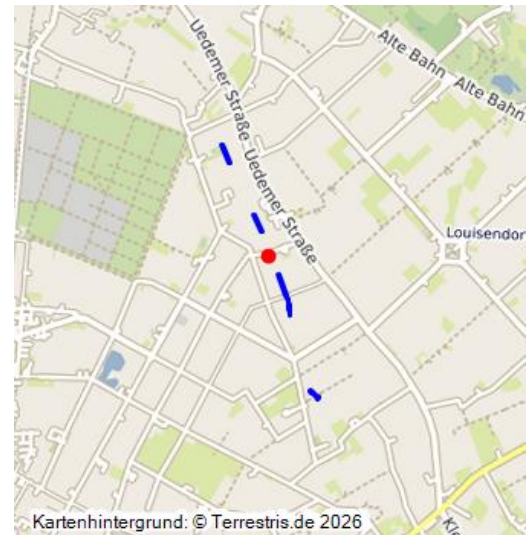 Alte Bahn Alte Bahn
Uedemer Straße Uedemer Straße
Louisendorf
Kartenhintergrund: © Terrestris.de 2026